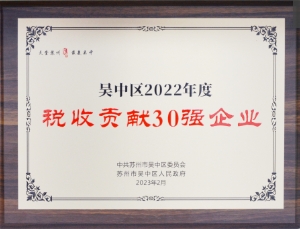 吴中区2022年度
税收贡献30强企业
中共苏州市吴中区委员会
苏州市吴中区人民政府
2023年2月